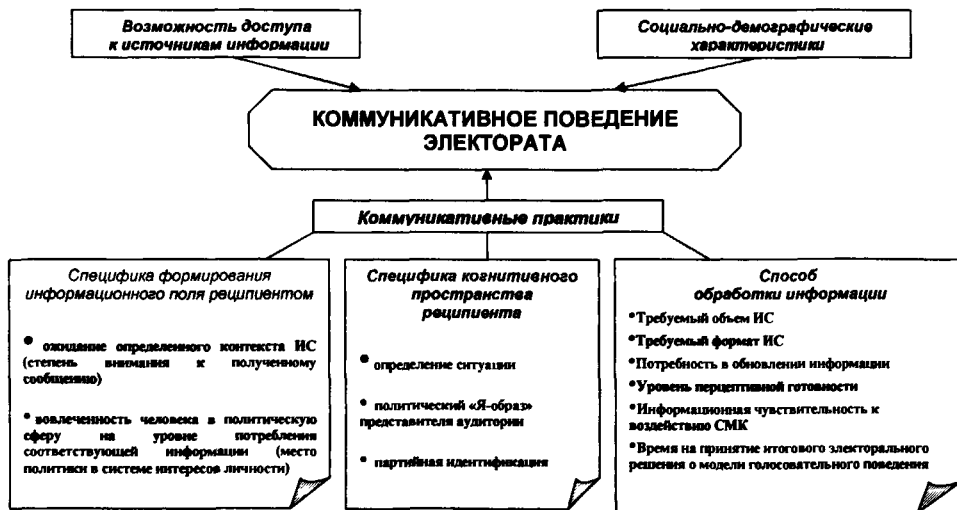 Возможность доступа
к источникам информации
Социально-демографические
характеристики
КОММУНИКАТИВНОЕ ПОВЕДЕНИЕ
ЭЛЕКТОРАТА
Коммуникативные практики
Специфика формирования
информационного поля реципиентом
• ожидание определенного контекста ИС
(степень внимания к полученному
сообщению)
• вовлеченность человека в политическую
сферу на уровне потребления
соответствующей информации (место
политики в системе интересов личности)
Специфика когнитивного
пространства
реципиента
• определение ситуации
• политический «Я-образ»
представителя аудитории
• партийная идентификация
Способ
обработки информации
•Требуемый объем ИС
•Требуемый формат ИС
•Потребность в обновлении информации
•Уровень перцептивной готовности
•Информационная чувствительность к
воздействию СМК
•Время на принятие итогового электорального
решения о модели голосовательного поведения